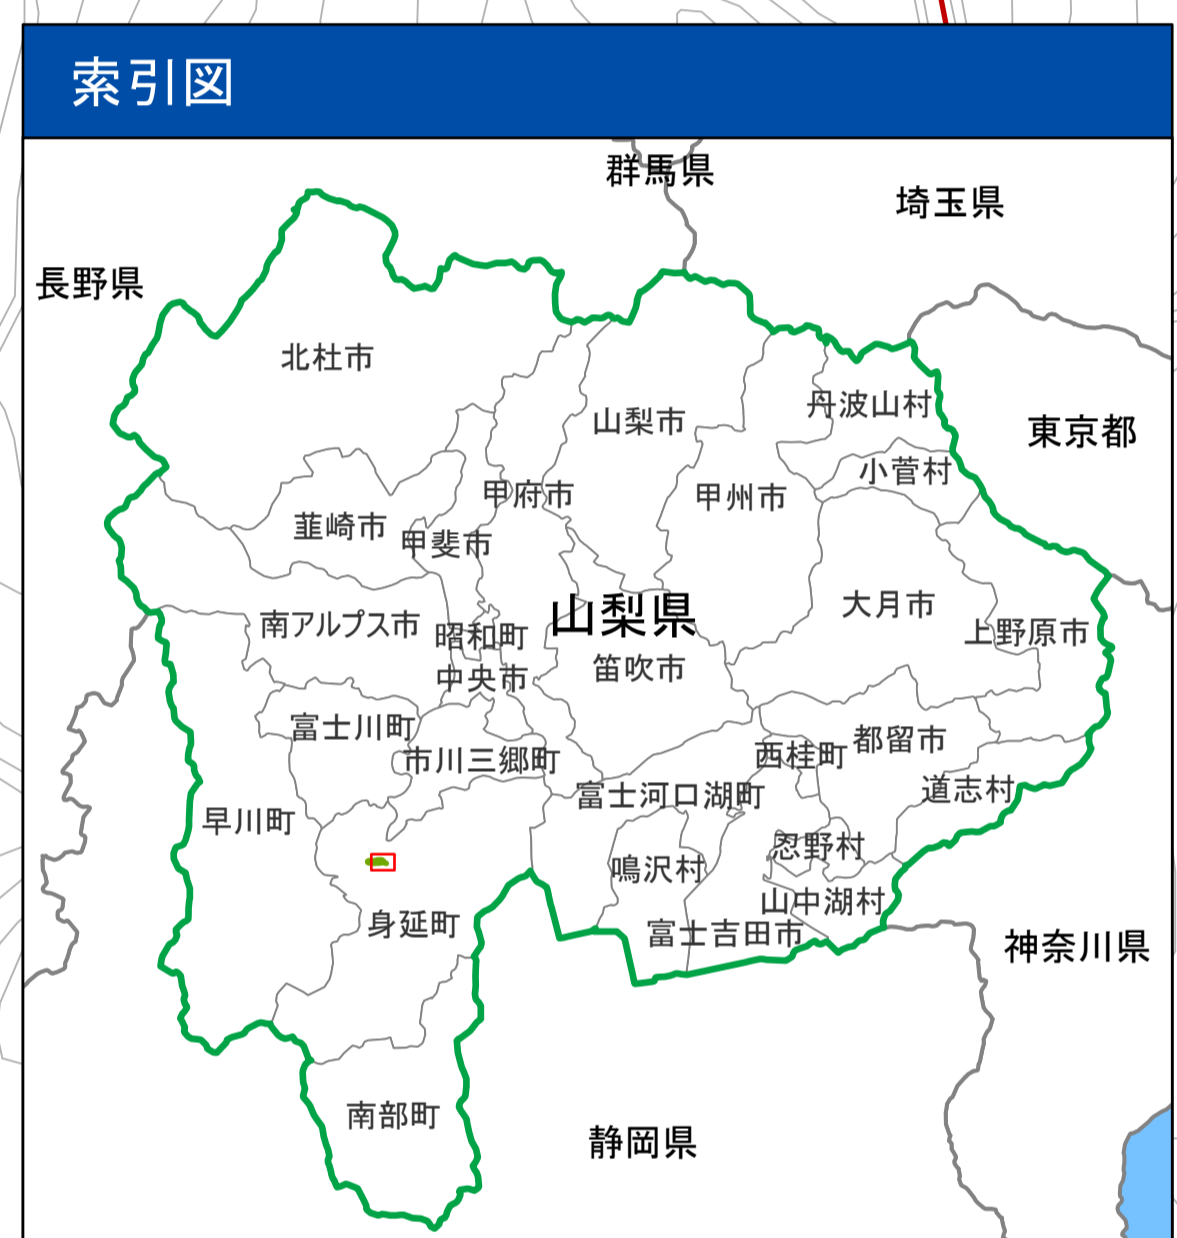 索引図
群馬県
埼玉県
長野県
北杜市
丹波山村
山梨市
東京都
小菅村
甲府市
甲州市
韮崎市
甲斐市
大月市
山梨県
南アルプス市
昭和町
上野原市
笛吹市
中央市
富士川町
都留市
西桂町
市川三郷町
道志村
富士河口湖町
早川町
忍野村
鳴沢村
山中湖村
身延町
富士吉田市
神奈川県
南部町
静岡県